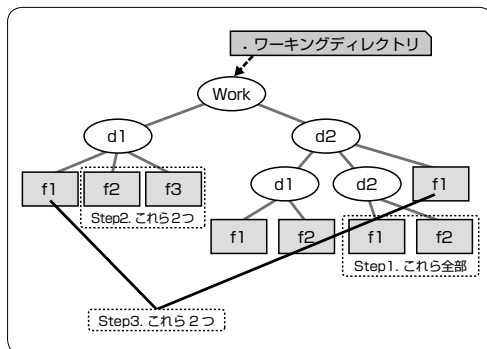 . ワーキングディレクトリ
Work
d1
d2
f1
f2
f3
d1
d2
f1
Step2. これら2つ
f1
f2
f1
f2
Step1. これら全部
Step3. これら２つ